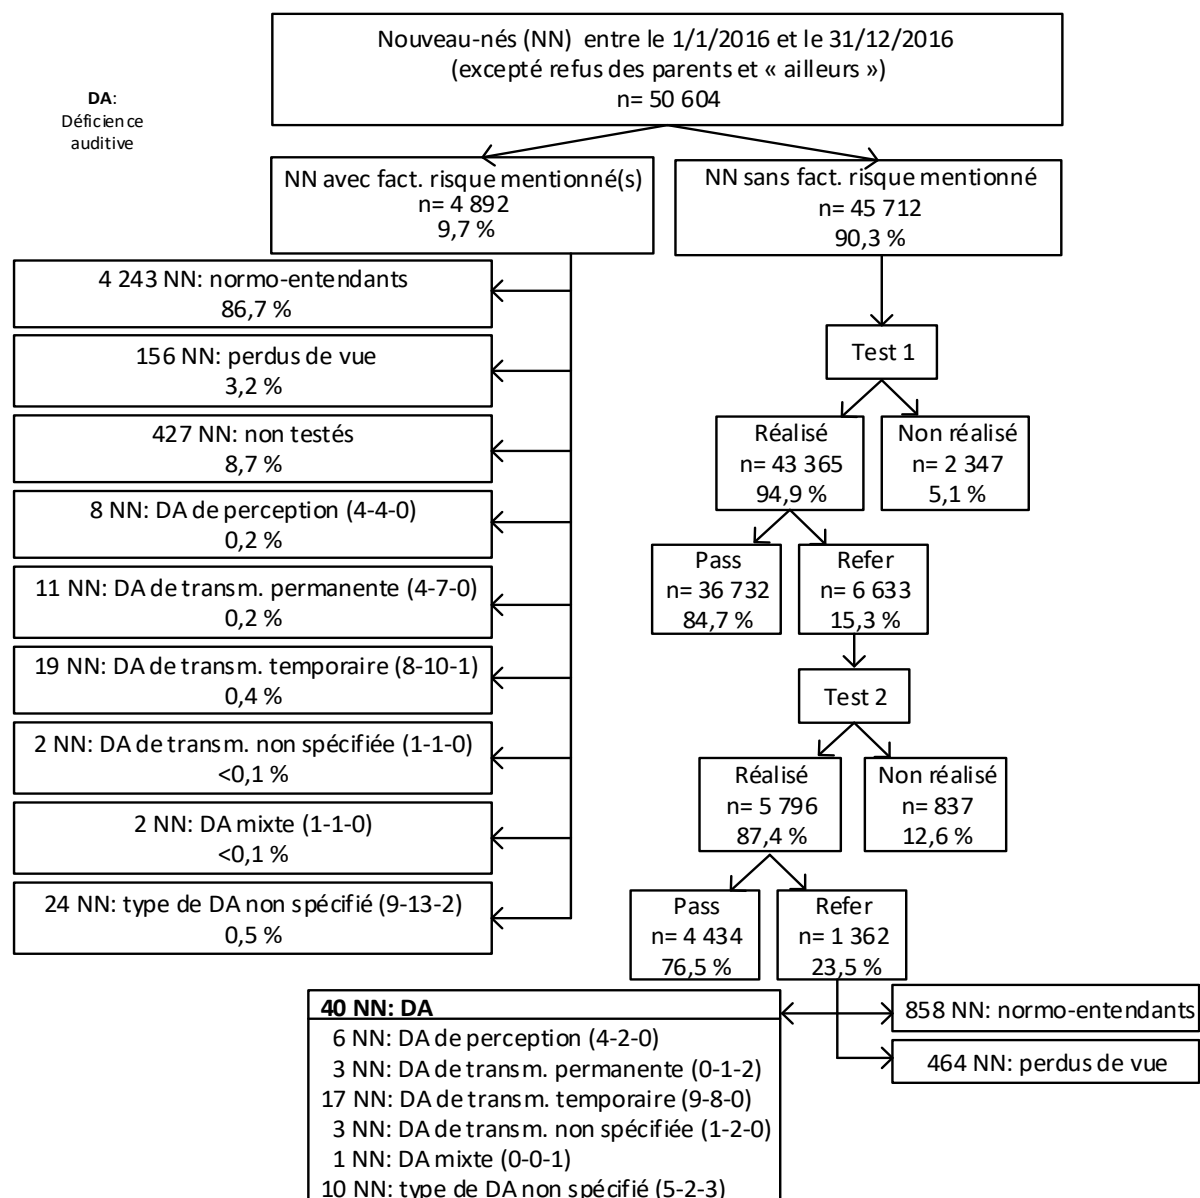 Nouveau-nés (NN) entre le 1/1/2016 et le 31/12/2016
(excepté refus des parents et « ailleurs »)
n= 50 604
DA:
Déficience
auditive
NN avec fact. risque mentionné(s)
n= 4 892
9,7 %
NN sans fact. risque mentionné
n= 45 712
90,3 %
4 243 NN: normo-entendants
86,7 %
156 NN: perdus de vue
3,2 %
427 NN: non testés
8,7 %
8 NN: DA de perception (4-4-0)
0,2 %
11 NN: DA de transm. permanente (4-7-0)
0,2 %
19 NN: DA de transm. temporaire (8-10-1)
0,4 %
2 NN: DA de transm. non spécifiée (1-1-0)
<0,1 %
2 NN: DA mixte (1-1-0)
<0,1 %
24 NN: type de DA non spécifié (9-13-2)
0,5 %
Test 1
Réalisé
n= 43 365
94,9 %
Non réalisé
n= 2 347
5,1 %
Pass
n= 36 732
84,7 %
Refer
n= 6 633
15,3 %
Test 2
Réalisé
n= 5 796
87,4 %
Non réalisé
n= 837
12,6 %
Pass
n= 4 434
76,5 %
Refer
n= 1 362
23,5 %
40 NN: DA
6 NN: DA de perception (4-2-0)
3 NN: DA de transm. permanente (0-1-2)
17 NN: DA de transm. temporaire (9-8-0)
3 NN: DA de transm. non spécifiée (1-2-0)
1 NN: DA mixte (0-0-1)
10 NN: type de DA non spécifié (5-2-3)
858 NN: normo-entendants
464 NN: perdus de vue